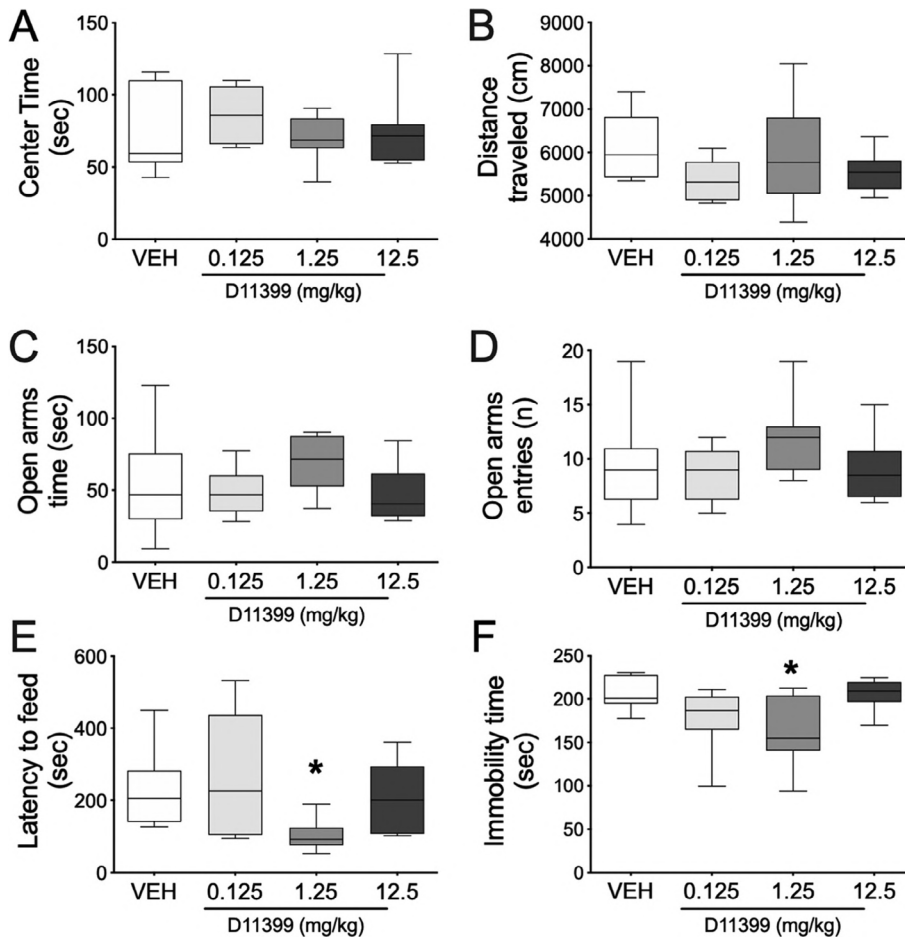 A
Center Time
(sec)
150
100
50
0
VEH 0.125 1.25 12.5
D11399 (mg/kg)
B
Distance
traveled (cm)
9000
8000
7000
6000
5000
4000
VEH 0.125 1.25 12.5
D11399 (mg/kg)
C
Open arms
time (sec)
150
100
50
0
VEH 0.125 1.25 12.5
D11399 (mg/kg)
D
Open arms
entries (n)
20
15
10
5
0
VEH 0.125 1.25 12.5
D11399 (mg/kg)
E
Latency to feed
(sec)
600
400
200
0
*
VEH 0.125 1.25 12.5
D11399 (mg/kg)
F
Immobility time
(sec)
250
200
150
100
50
0
*
VEH 0.125 1.25 12.5
D11399 (mg/kg)